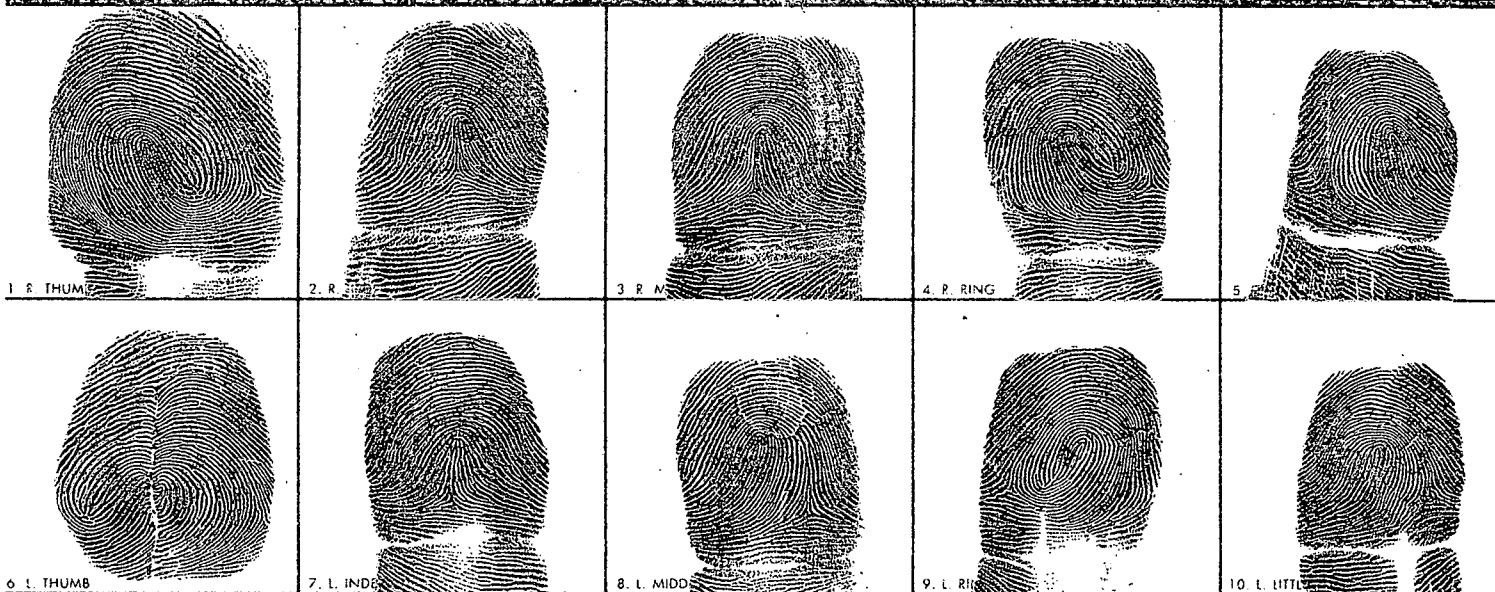 1 R. THUM
2. R.
3 R M
4. R. RING
5
6 L. THUMB
7. L. INDE
8. L. MIDD
9. L. RI
10. L. LITTL